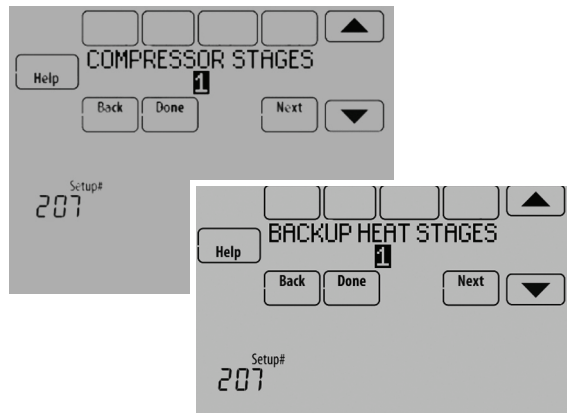 COMPRESSOR STAGES
Help
1
Back Done Next
Setup#
207
BACKUP HEAT STAGES
Help
1
Back Done Next
Setup#
207